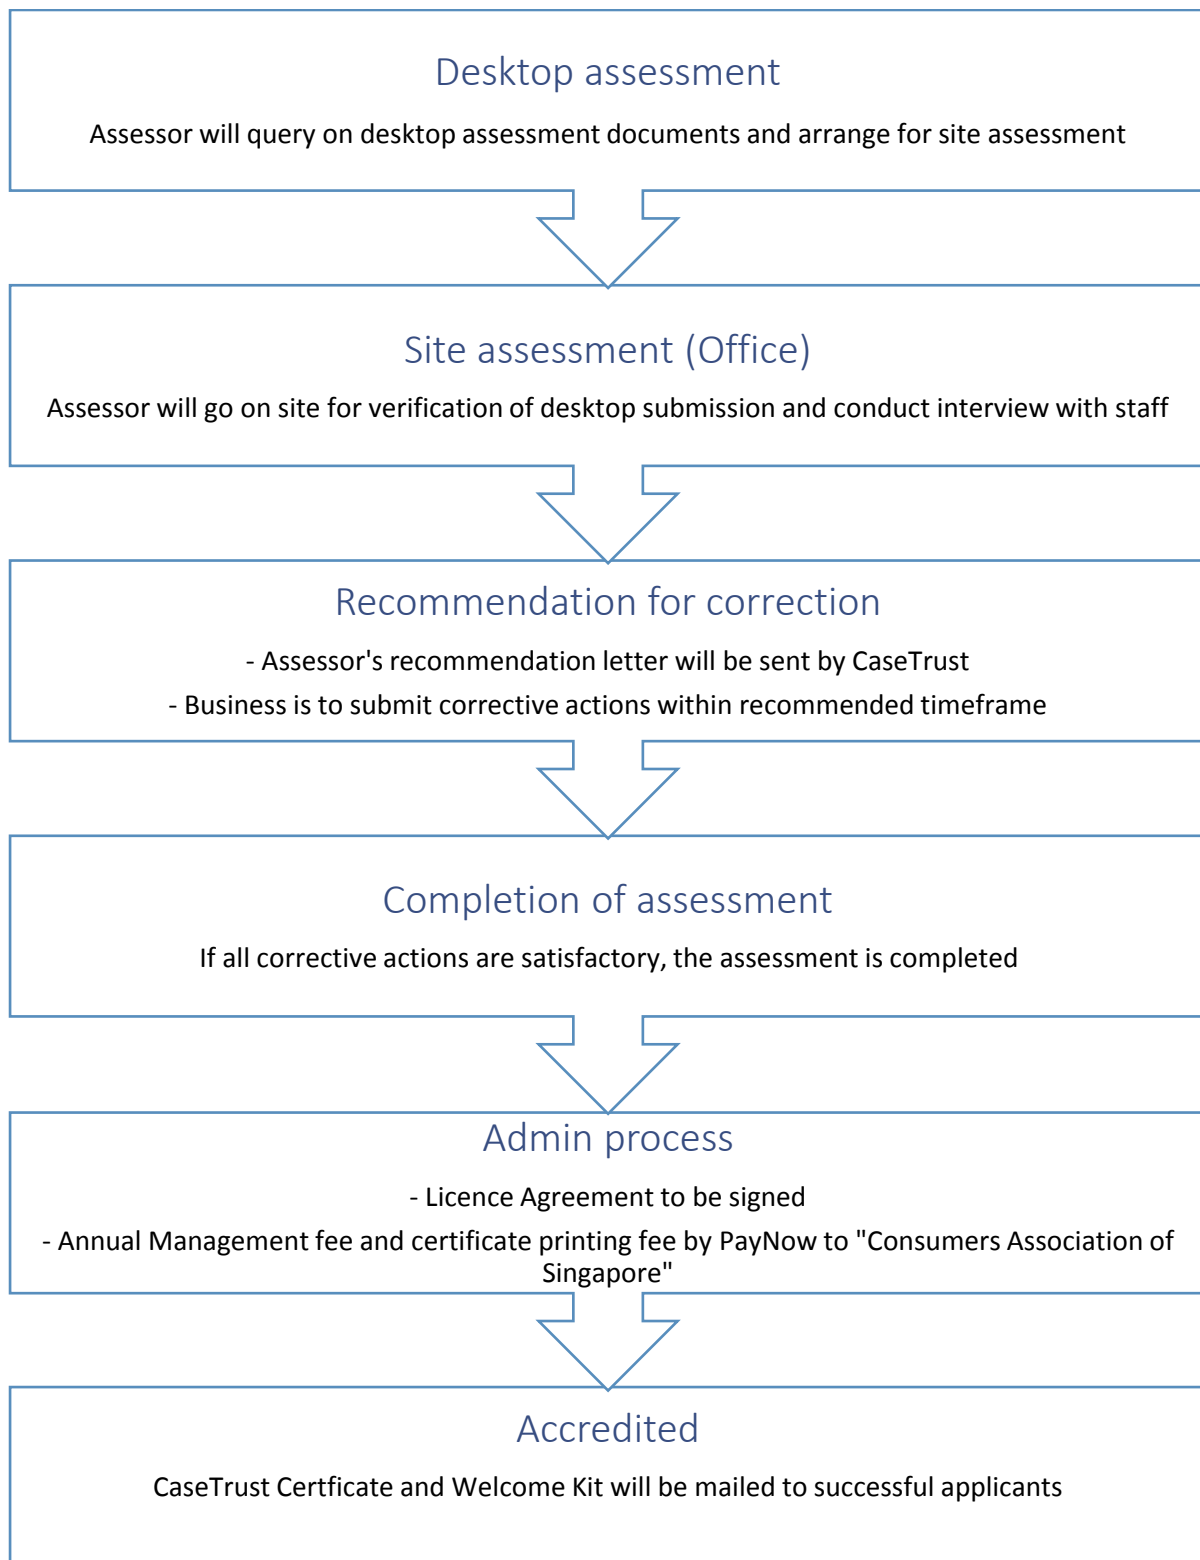 Desktop assessment
Assessor will query on desktop assessment documents and arrange for site assessment
Site assessment (Office)
Assessor will go on site for verification of desktop submission and conduct interview with staff
Recommendation for correction
- Assessor's recommendation letter will be sent by CaseTrust
- Business is to submit corrective actions within recommended timeframe
Completion of assessment
If all corrective actions are satisfactory, the assessment is completed
Admin process
- Licence Agreement to be signed
- Annual Management fee and certificate printing fee by PayNow to "Consumers Association of
Singapore"
Accredited
CaseTrust Certficate and Welcome Kit will be mailed to successful applicants